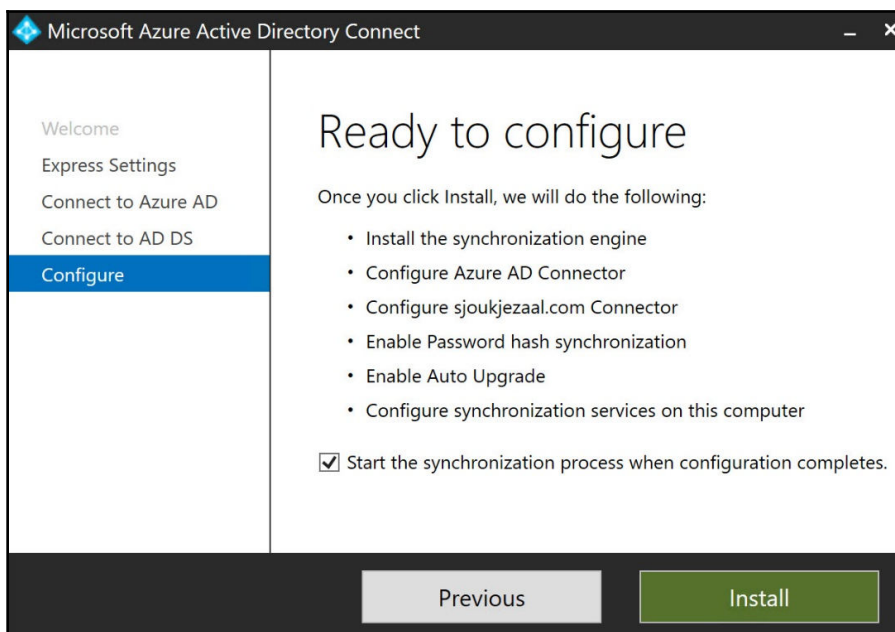 Microsoft Azure Active Directory Connect
Welcome
Express Settings
Connect to Azure AD
Connect to AD DS
Configure
Ready to configure
Once you click Install, we will do the following:
• Install the synchronization engine
• Configure Azure AD Connector
• Configure sjoukjezaal.com Connector
• Enable Password hash synchronization
• Enable Auto Upgrade
• Configure synchronization services on this computer
Start the synchronization process when configuration completes.
Previous
Install